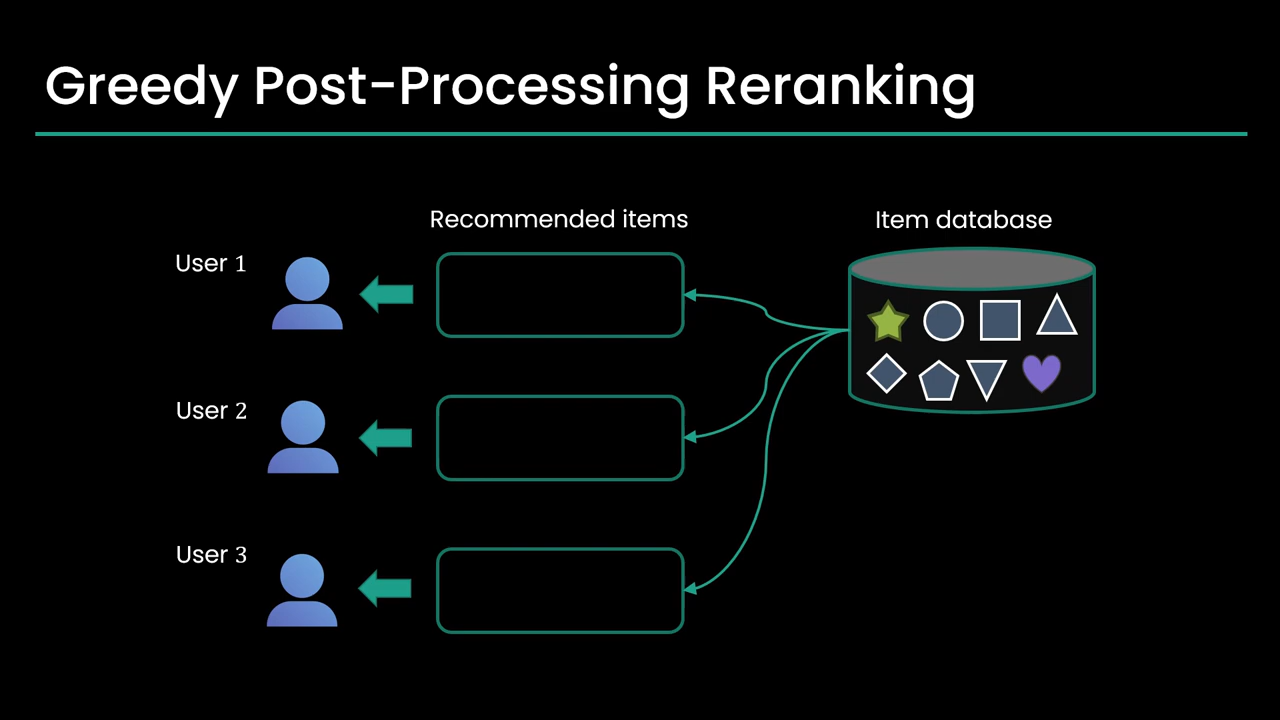 Greedy Post-Processing Reranking
Recommended items
Item database
User 1
User 2
User 3